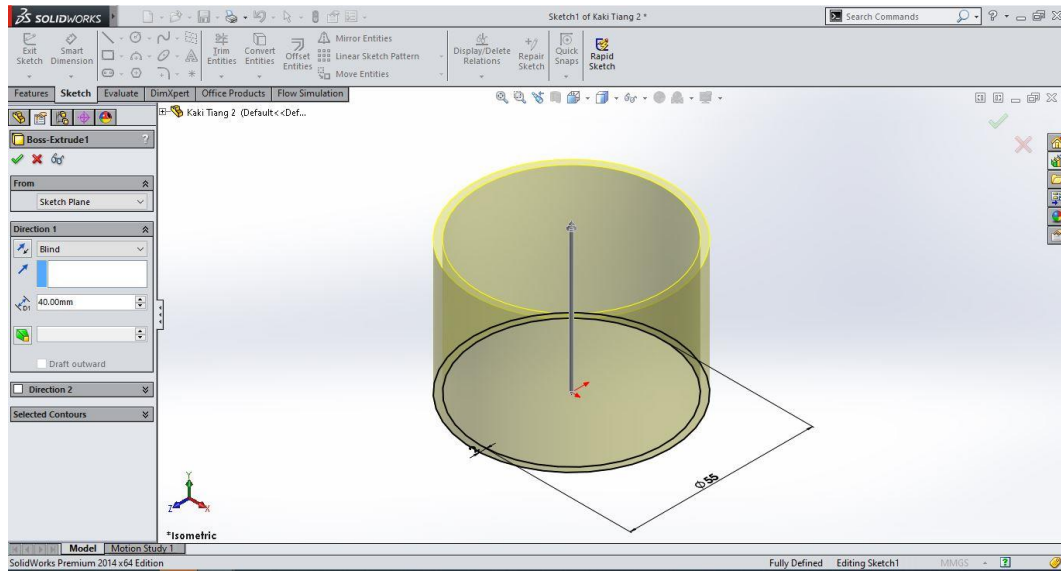 SOLIDWORKS
Sketch1 of Kaki Tiang 2 *
Search Commands
?
Exit Sketch
Smart Dimension
Trim Entities
Convert Entities
Offset Entities
Mirror Entities
Linear Sketch Pattern
Move Entities
Display/Delete Relations
Repair Sketch
Quick Snaps
Rapid Sketch
Features
Sketch
Evaluate
DimXpert
Office Products
Flow Simulation
Kaki Tiang 2 (Default<<Def...
Boss-Extrude1
?
From
Sketch Plane
Direction 1
Blind
D1
40.00mm
Draft outward
Direction 2
Selected Contours
2
Ø55
Y
Z
X
*Isometric
Model
Motion Study 1
SolidWorks Premium 2014 x64 Edition
Fully Defined
Editing Sketch1
MMGS
?